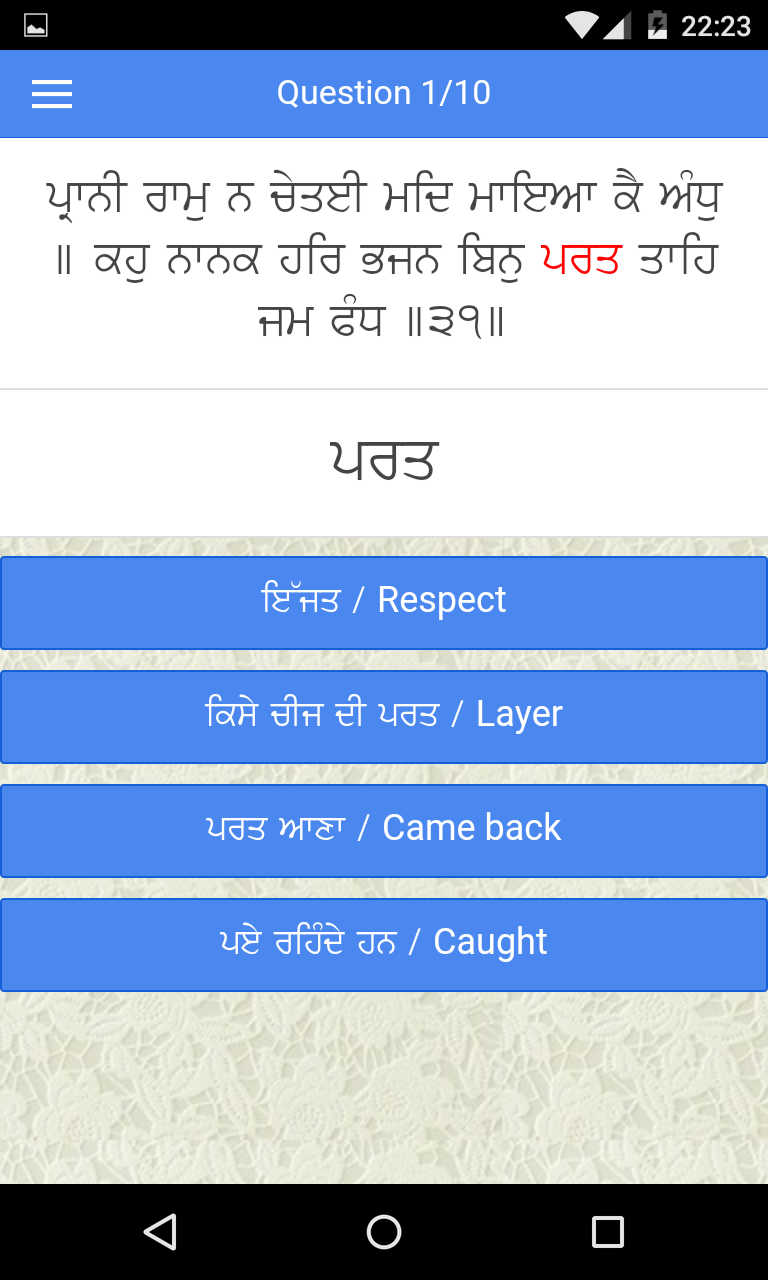 22:23
Question 1/10
ਪ੍ਰਾਨੀ ਰਾਮੁ ਨ ਚੇਤਈ ਮਦਿ ਮਾਇਆ ਕੈ ਅੰਧੁ
॥ ਕਹੁ ਨਾਨਕ ਹਰਿ ਭਜਨ ਬਿਨੁ ਪਰਤ ਤਾਹਿ
ਜਮ ਫੰਧ ॥੩੧॥
ਪਰਤ
ਇੱਜਤ / Respect
ਕਿਸੇ ਚੀਜ ਦੀ ਪਰਤ / Layer
ਪਰਤ ਆਣਾ / Came back
ਪਏ ਰਹਿੰਦੇ ਹਨ / Caught